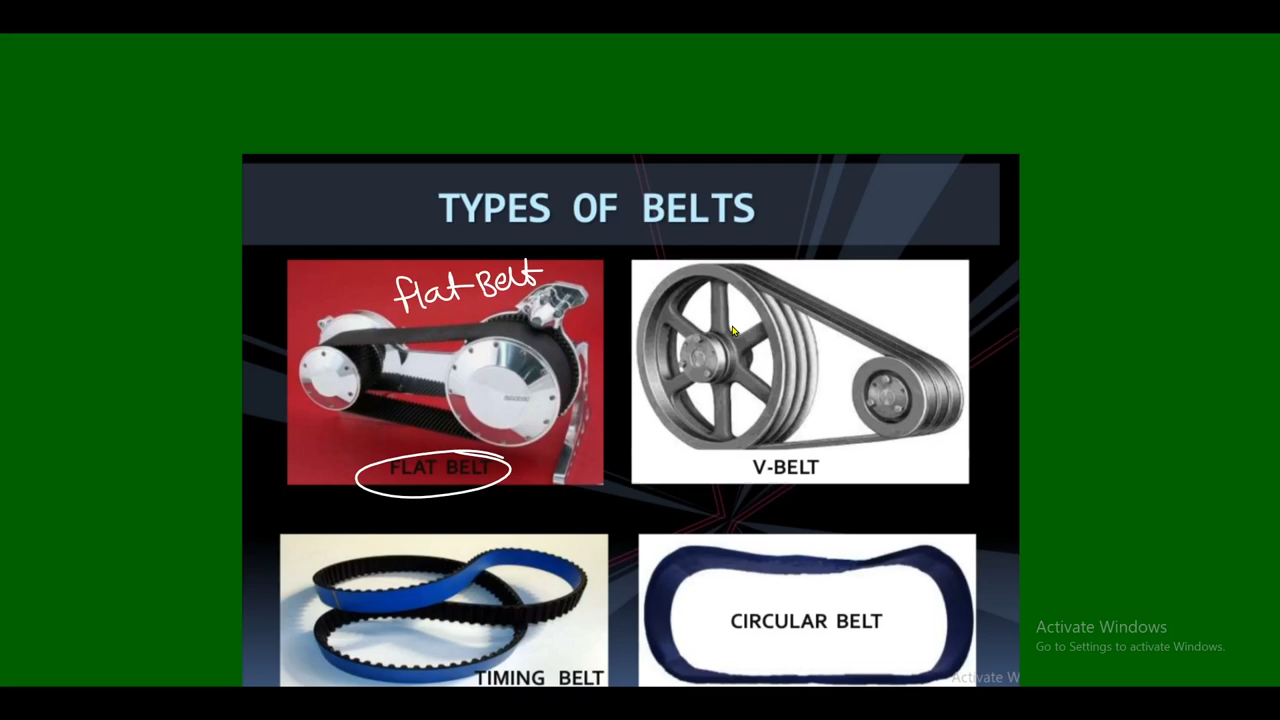 TYPES OF BELTS
flat Belt
FLAT BELT
V-BELT
TIMING BELT
CIRCULAR BELT
Activate Windows
Go to Settings to activate Windows.
Activate W